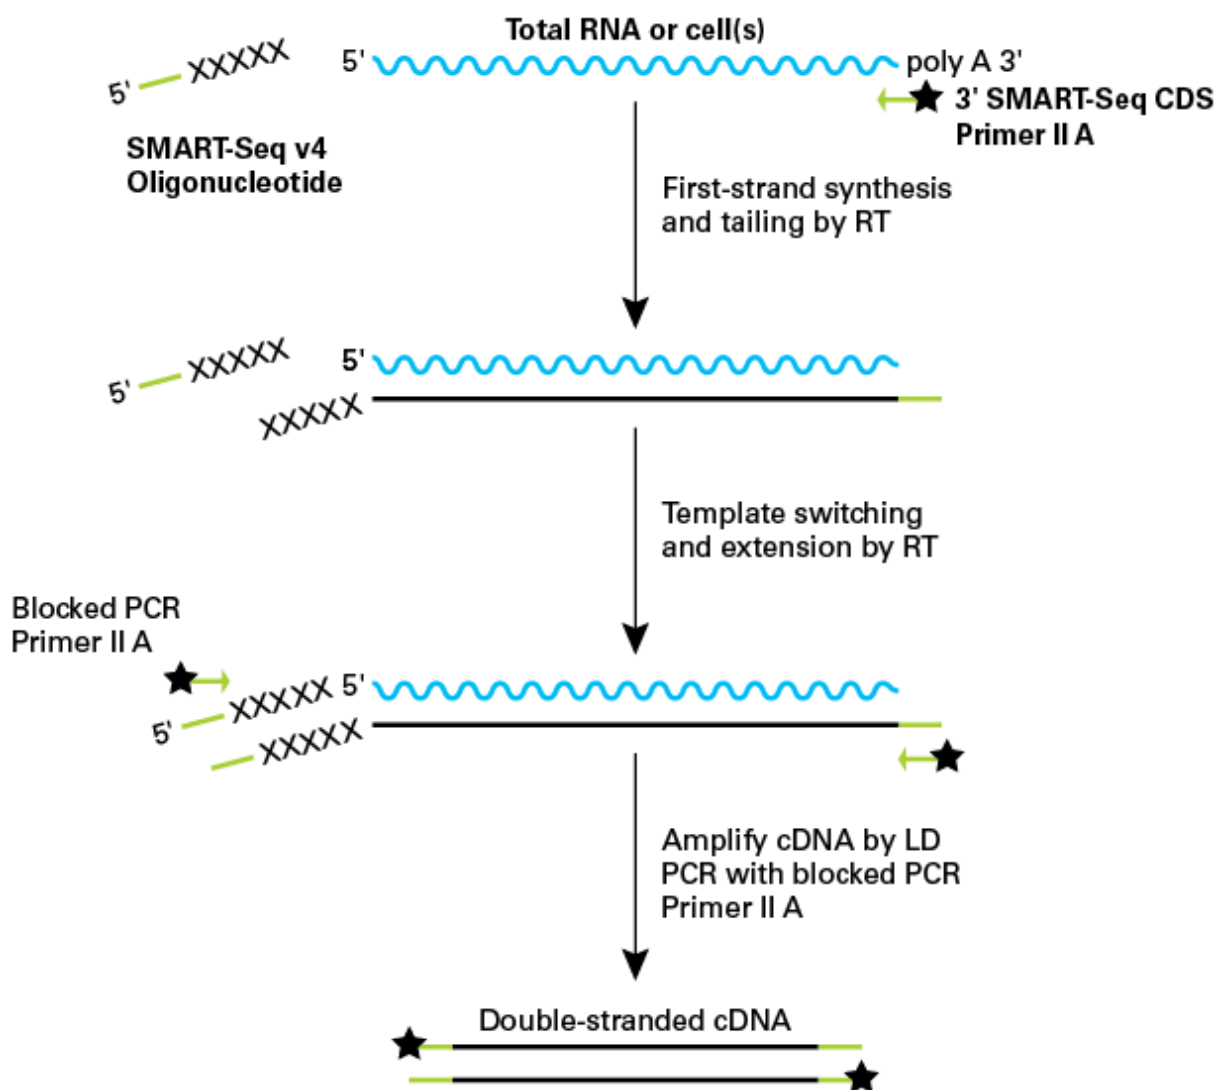 Total RNA or cell(s)
5' XXXXX
5'
poly A 3'
3' SMART-Seq CDS
Primer II A
SMART-Seq v4
Oligonucleotide
First-strand synthesis
and tailing by RT
5' XXXXX
5'
XXXXX
Template switching
and extension by RT
Blocked PCR
Primer II A
5' XXXXX
5'
XXXXX
Amplify cDNA by LD
PCR with blocked PCR
Primer II A
Double-stranded cDNA